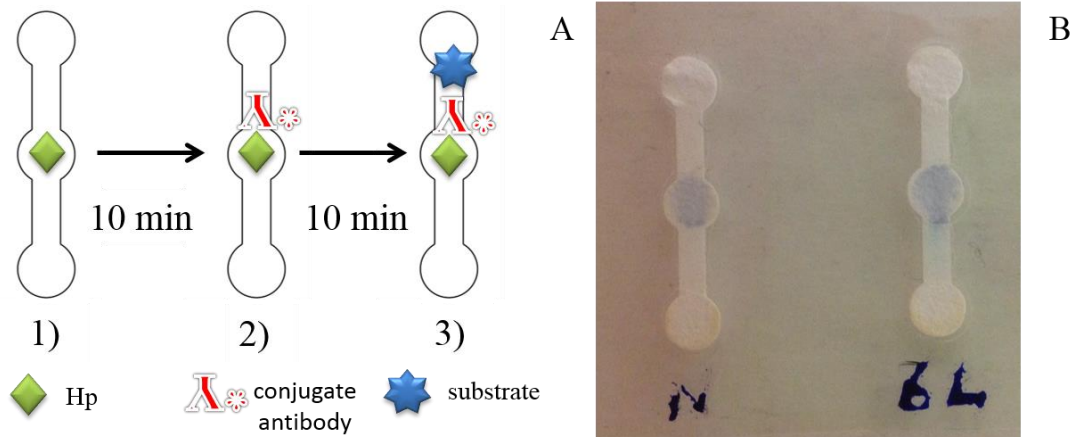 A
B
10 min
10 min
1)
2)
3)
Hp
conjugate
antibody
substrate
N
6L